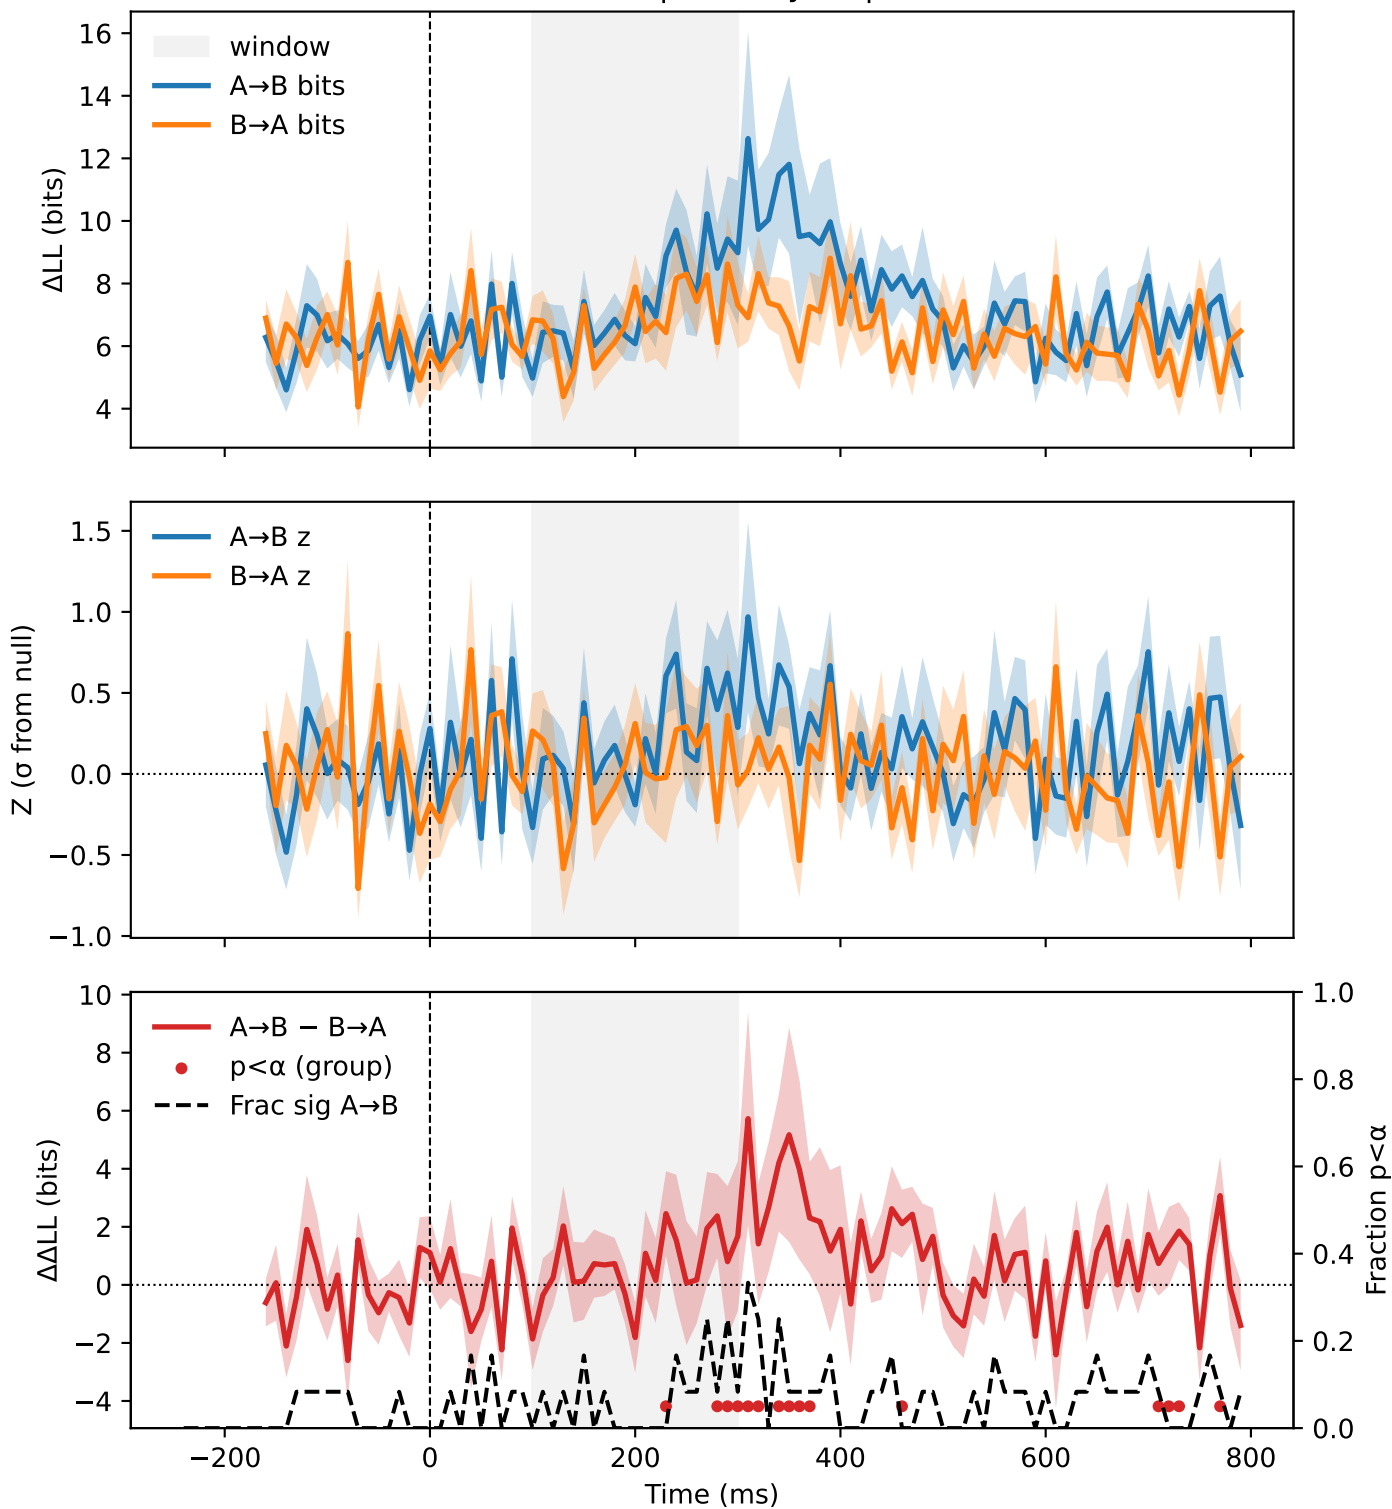 16
14
12
10
8
6
4
ΔLL (bits)
window
A→B bits
B→A bits
1.5
1.0
0.5
0.0
−0.5
−1.0
Z (σ from null)
A→B z
B→A z
10
8
6
4
2
0
−2
−4
ΔΔLL (bits)
A→B − B→A
p<α (group)
Frac sig A→B
1.0
0.8
0.6
0.4
0.2
0.0
Fraction p<α
−200 0 200 400 600 800
Time (ms)